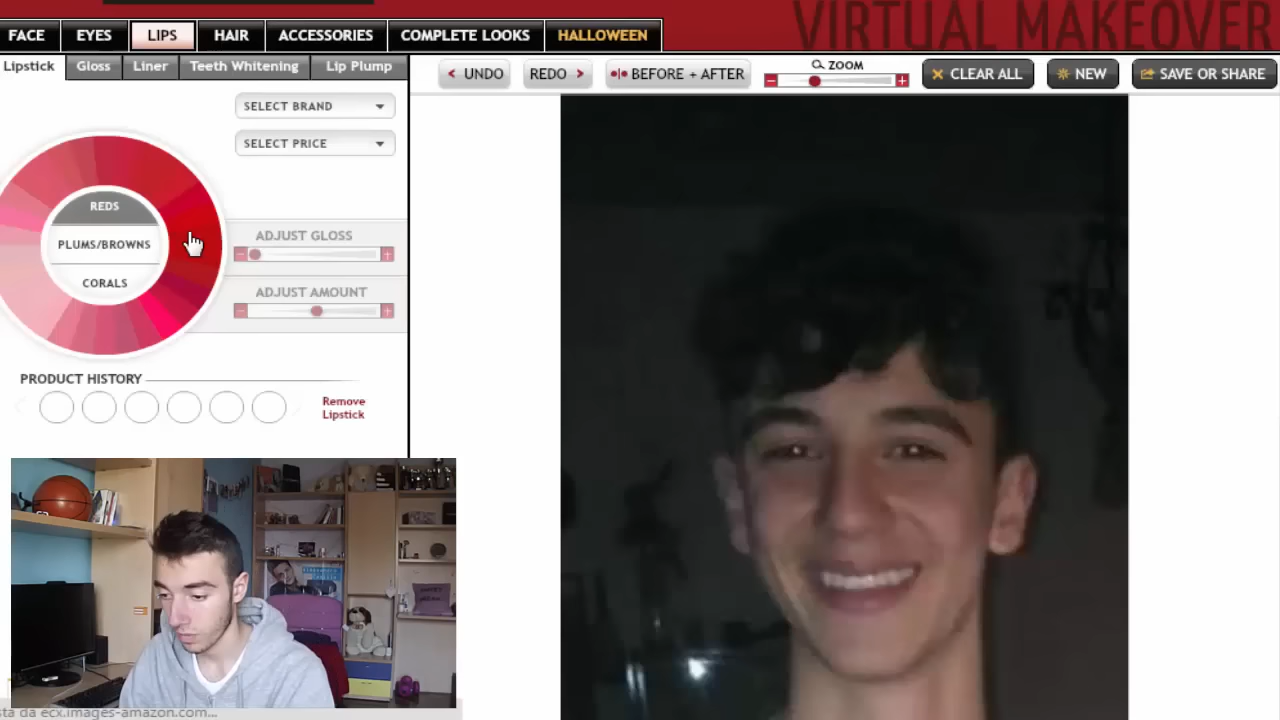 VIRTUAL MAKEOVER
FACE EYES LIPS HAIR ACCESSORIES COMPLETE LOOKS HALLOWEEN
Lipstick Gloss Liner Teeth Whitening Lip Plump
UNDO REDO BEFORE + AFTER ZOOM CLEAR ALL NEW SAVE OR SHARE
SELECT BRAND
SELECT PRICE
REDS
PLUMS/BROWNS
CORALS
ADJUST GLOSS
ADJUST AMOUNT
PRODUCT HISTORY
Remove
Lipstick
sta da ecx.images-amazon.com...